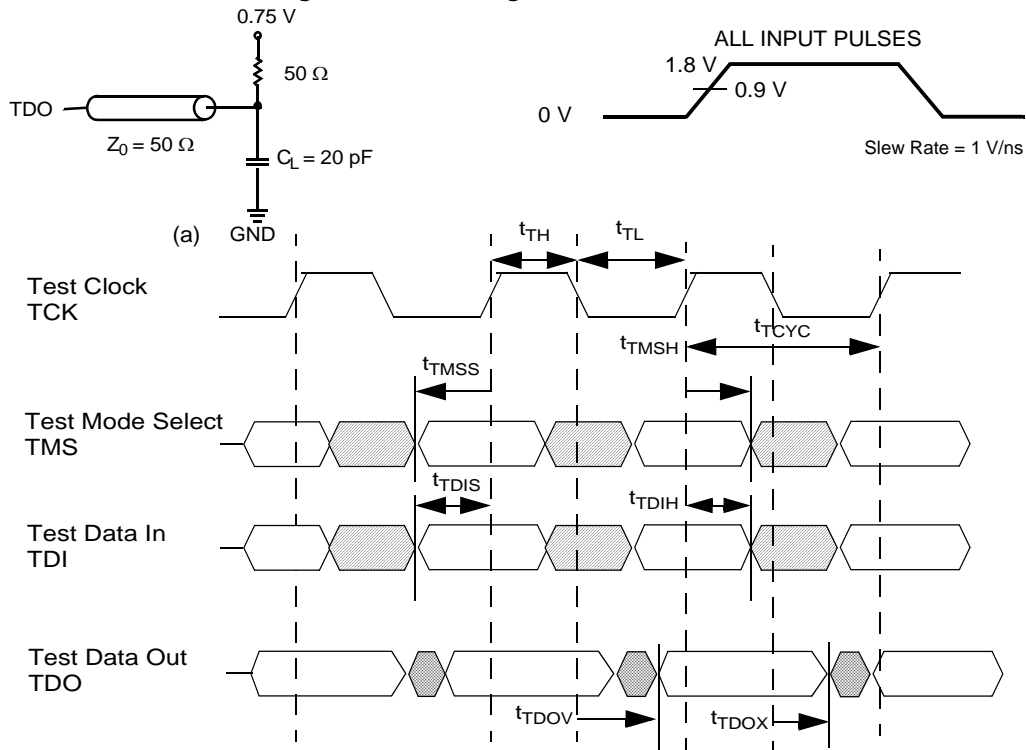 0.75 V
50 Ω
TDO
Z0 = 50 Ω
CL = 20 pF
(a)
GND
ALL INPUT PULSES
1.8 V
0.9 V
0 V
Slew Rate = 1 V/ns
tTH
tTL
Test Clock
TCK
tTCYC
tTMSH
tTMSS
Test Mode Select
TMS
tTDIS
tTDIH
Test Data In
TDI
Test Data Out
TDO
tTDOV
tTDOX